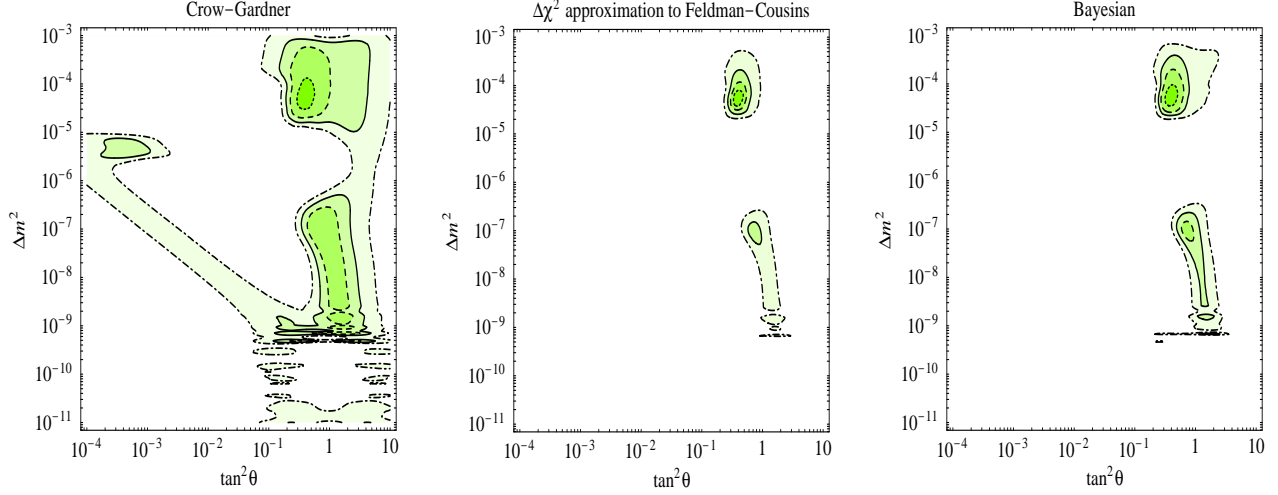 Crow−Gardner
Δm²
10⁻³
10⁻⁴
10⁻⁵
10⁻⁶
10⁻⁷
10⁻⁸
10⁻⁹
10⁻¹⁰
10⁻¹¹
10⁻⁴ 10⁻³ 10⁻² 10⁻¹ 1 10
tan²θ
Δχ² approximation to Feldman−Cousins
Δm²
10⁻³
10⁻⁴
10⁻⁵
10⁻⁶
10⁻⁷
10⁻⁸
10⁻⁹
10⁻¹⁰
10⁻¹¹
10⁻⁴ 10⁻³ 10⁻² 10⁻¹ 1 10
tan²θ
Bayesian
Δm²
10⁻³
10⁻⁴
10⁻⁵
10⁻⁶
10⁻⁷
10⁻⁸
10⁻⁹
10⁻¹⁰
10⁻¹¹
10⁻⁴ 10⁻³ 10⁻² 10⁻¹ 1 10
tan²θ